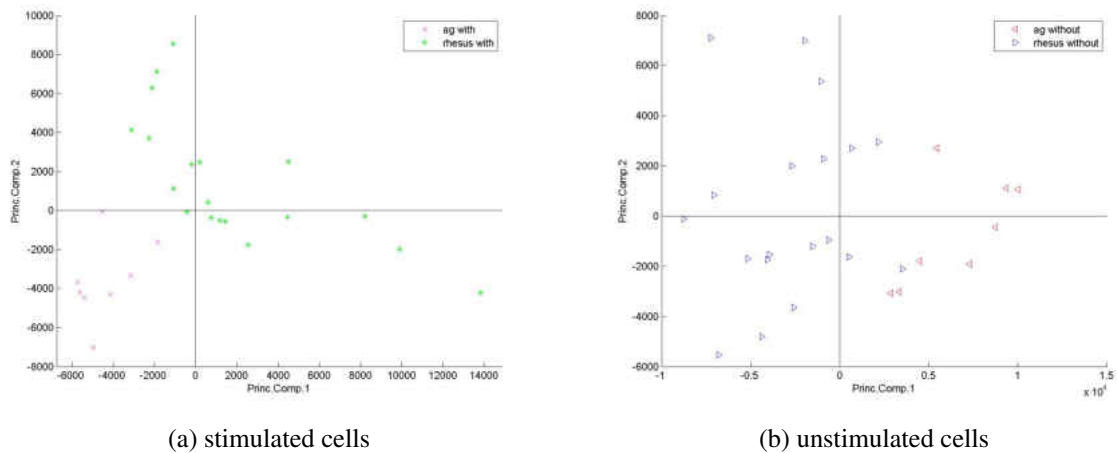 10000
8000
6000
4000
2000
0
-2000
-4000
-6000
-8000
Princ.Comp.2
-6000 -4000 -2000 0 2000 4000 6000 8000 10000 12000 14000
Princ.Comp.1
ag with
rhesus with
(a) stimulated cells
8000
6000
4000
2000
0
-2000
-4000
-6000
Princ.Comp.2
-1 -0.5 0 0.5 1 1.5
x 10⁴
Princ.Comp.1
ag without
rhesus without
(b) unstimulated cells